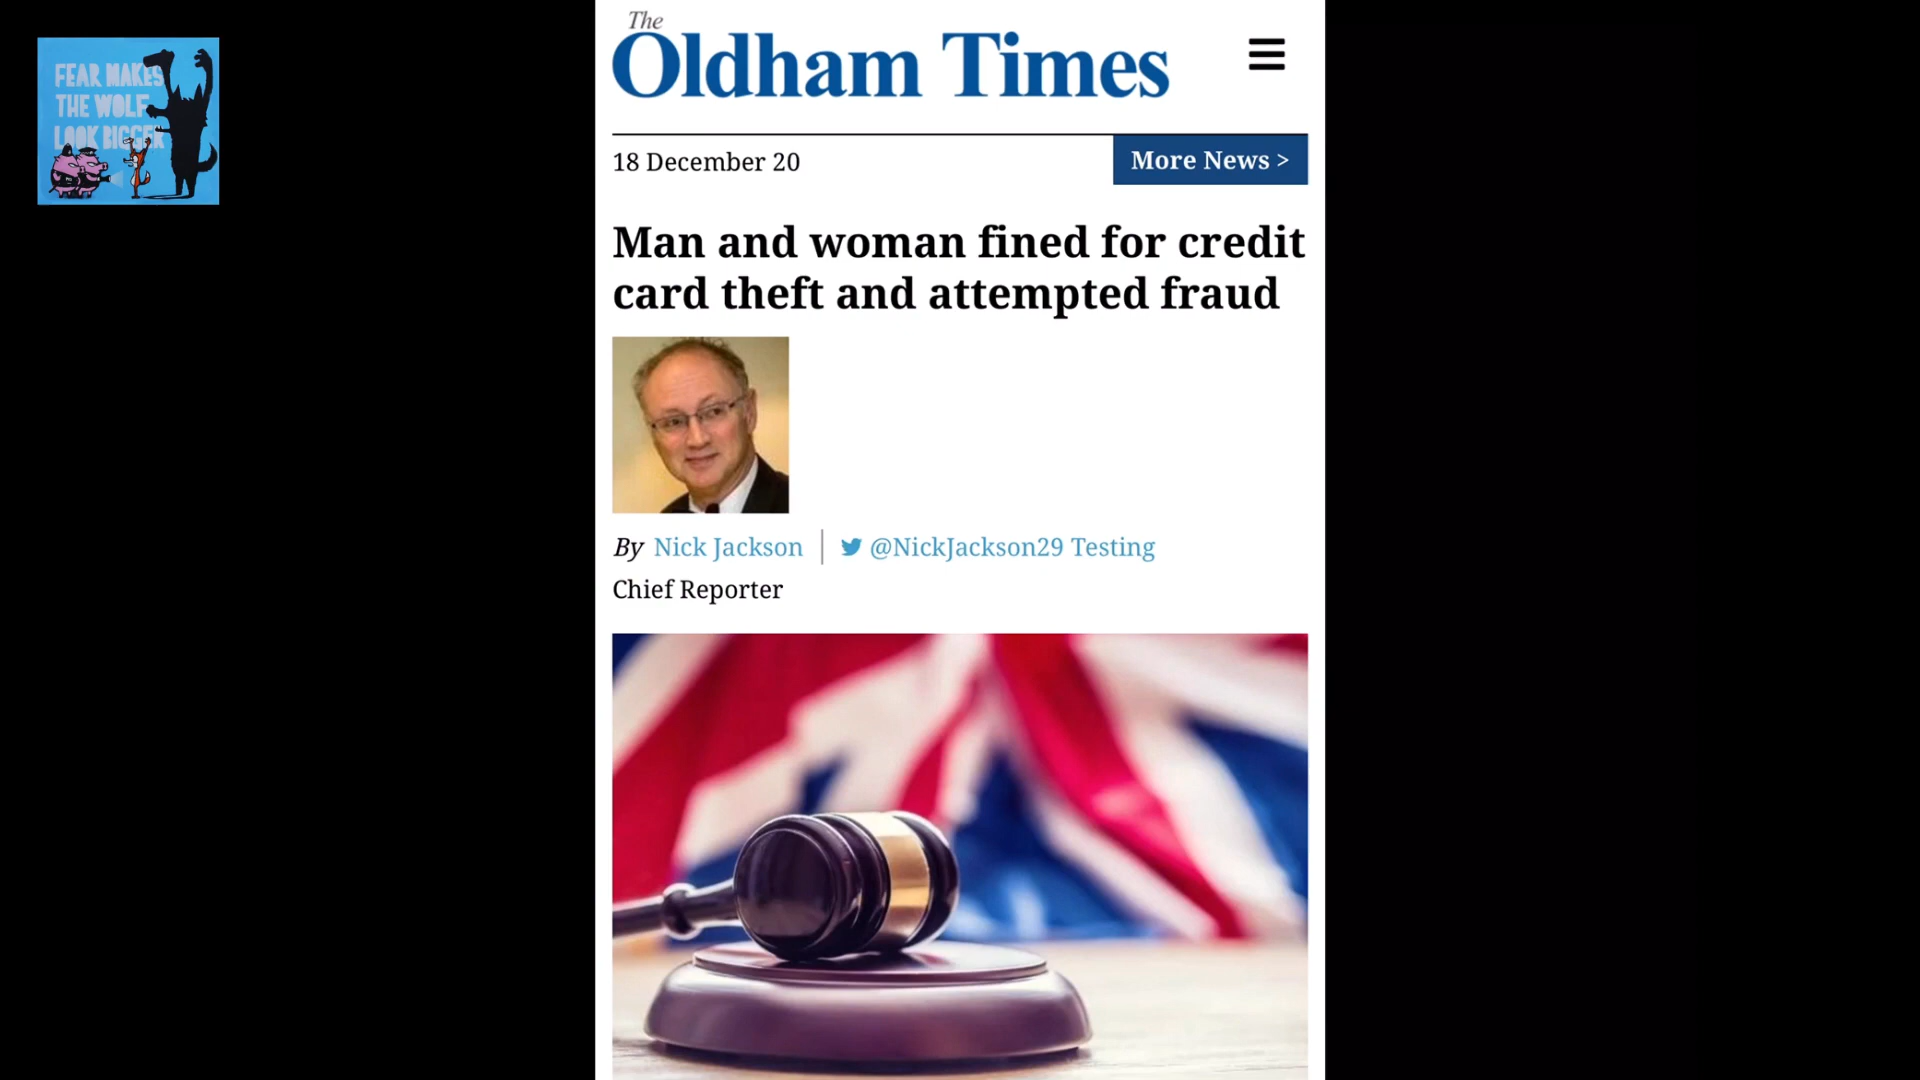 FEAR MAKES
THE WOLF
LOOK BIGGER
The
Oldham Times
18 December 20
More News >
Man and woman fined for credit
card theft and attempted fraud
By Nick Jackson
@NickJackson29 Testing
Chief Reporter